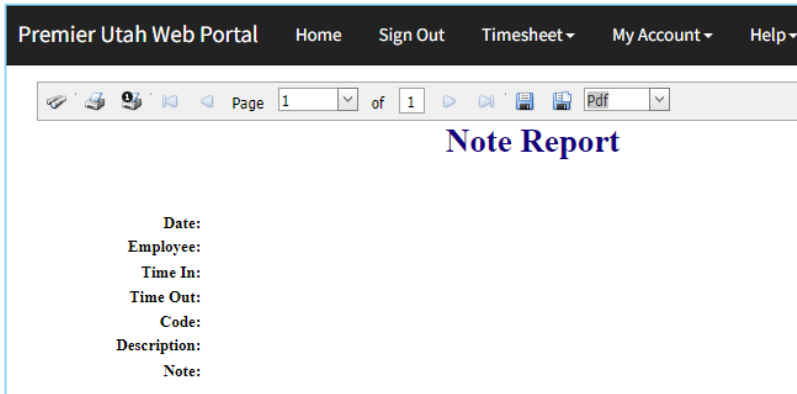 Premier Utah Web Portal Home Sign Out Timesheet My Account Help
Page 1 of 1 Pdf
Note Report
Date:
Employee:
Time In:
Time Out:
Code:
Description:
Note: